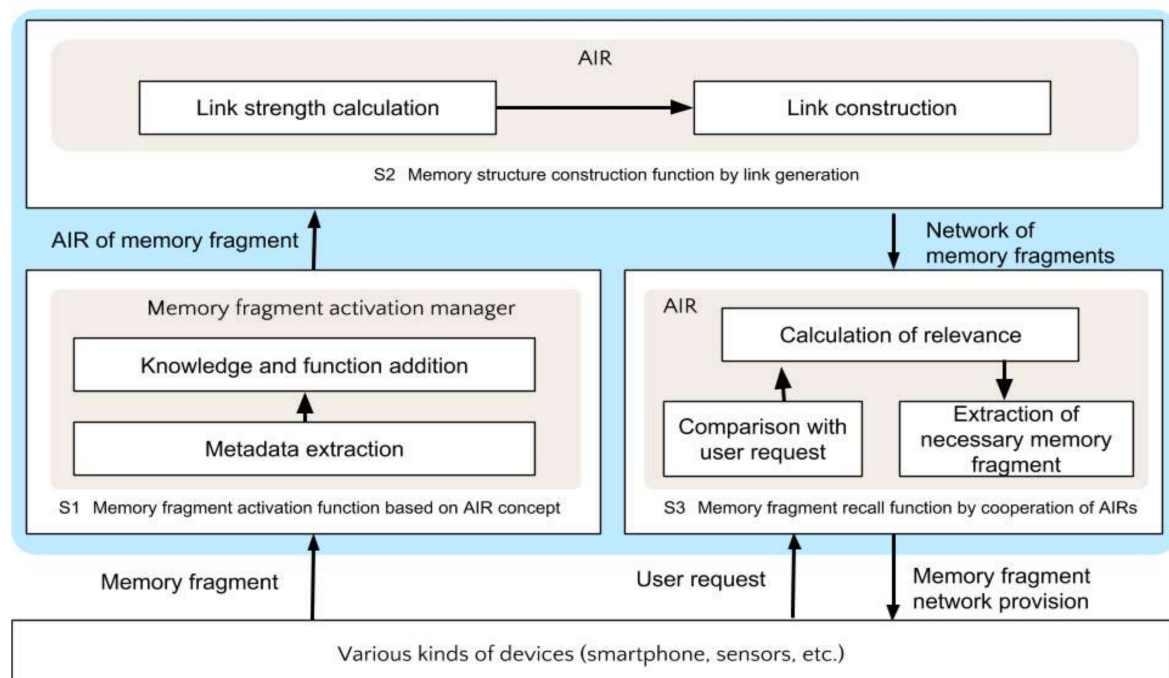 AIR
Link strength calculation
Link construction
S2 Memory structure construction function by link generation
AIR of memory fragment
Network of
memory fragments
Memory fragment activation manager
Knowledge and function addition
Metadata extraction
S1 Memory fragment activation function based on AIR concept
AIR
Calculation of relevance
Comparison with
user request
Extraction of
necessary memory
fragment
S3 Memory fragment recall function by cooperation of AIRs
Memory fragment
User request
Memory fragment
network provision
Various kinds of devices (smartphone, sensors, etc.)